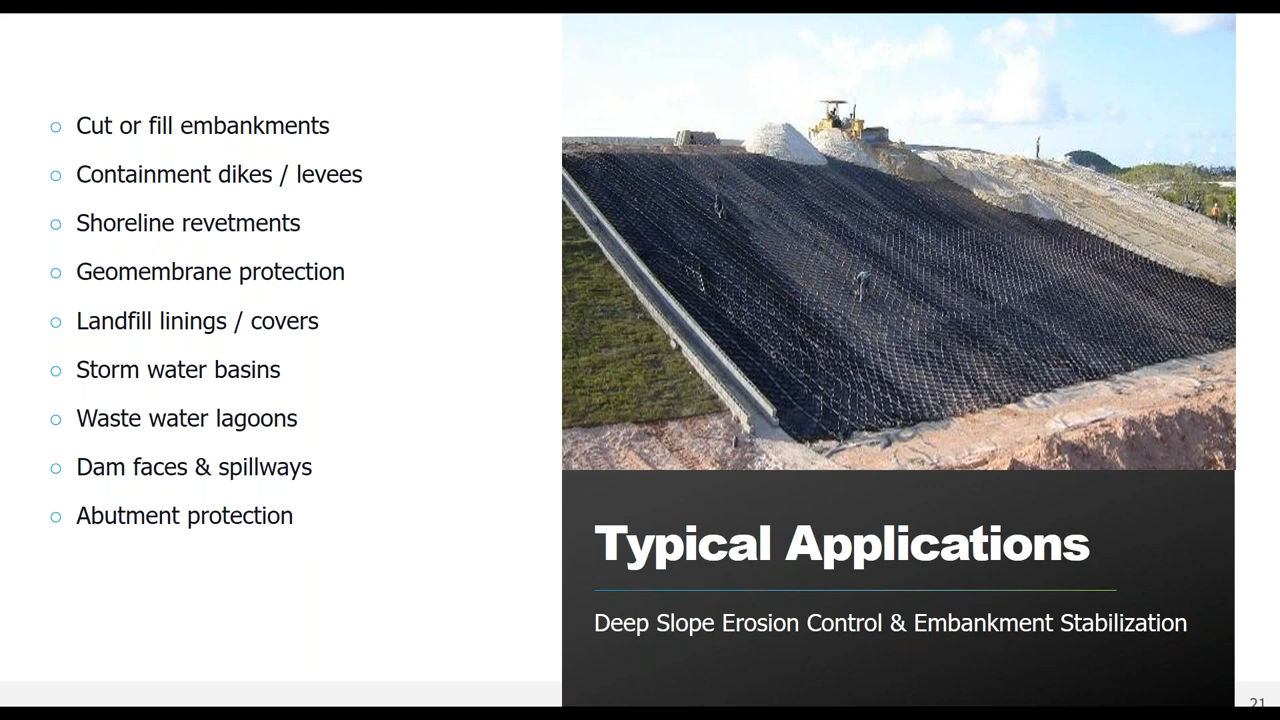 Cut or fill embankments
Containment dikes / levees
Shoreline revetments
Geomembrane protection
Landfill linings / covers
Storm water basins
Waste water lagoons
Dam faces & spillways
Abutment protection
Typical Applications
Deep Slope Erosion Control & Embankment Stabilization
21